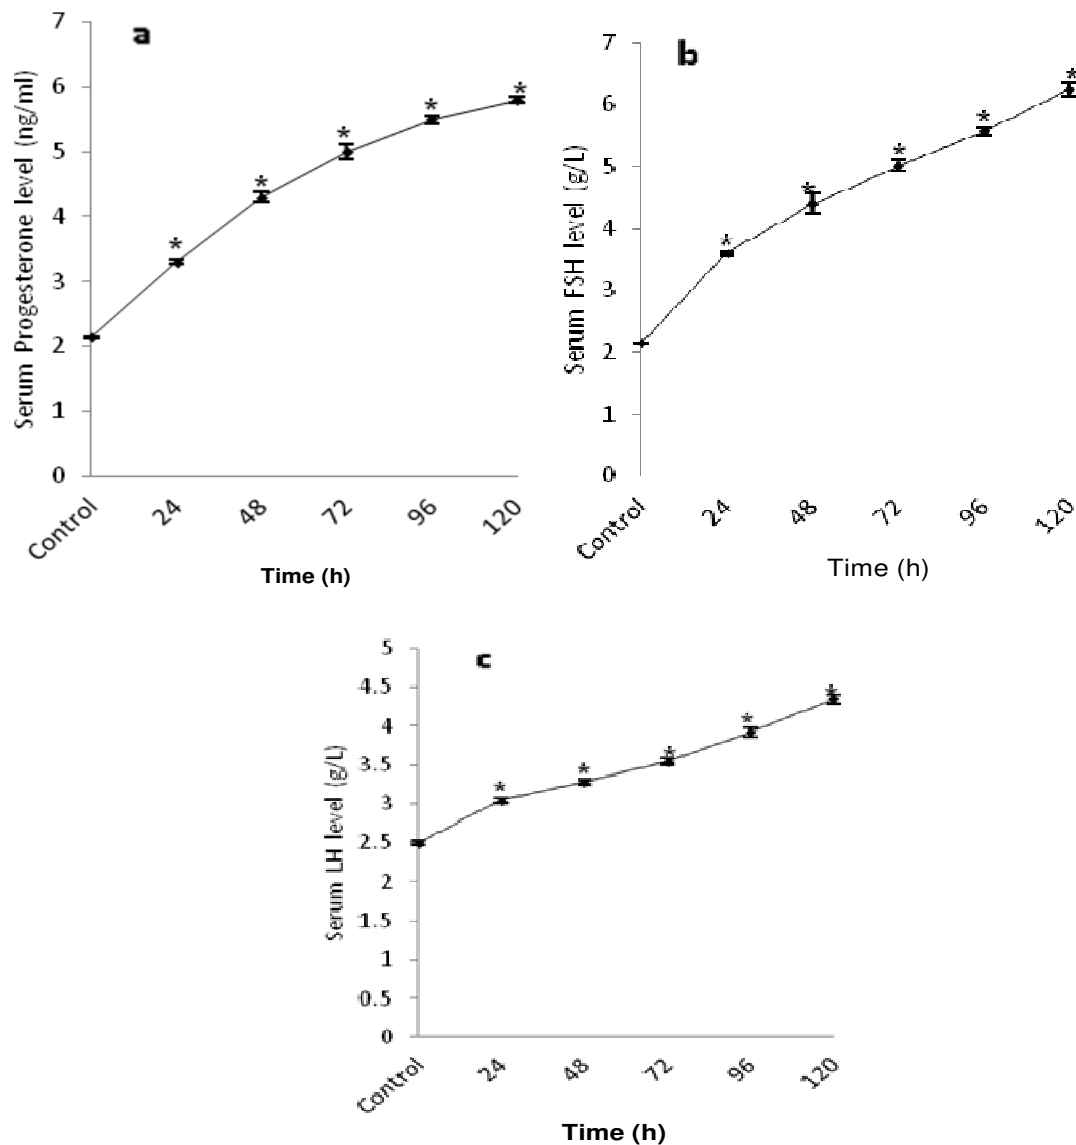 a
Serum Progesterone level (ng/ml)
7
6
5
4
3
2
1
0
* * * * *
Control 24 48 72 96 120
Time (h)
b
Serum FSH level (g/L)
7
6
5
4
3
2
1
0
* * * * *
Control 24 48 72 96 120
Time (h)
c
Serum LH level (g/L)
5
4.5
4
3.5
3
2.5
2
1.5
1
0.5
0
* * * * *
Control 24 48 72 96 120
Time (h)